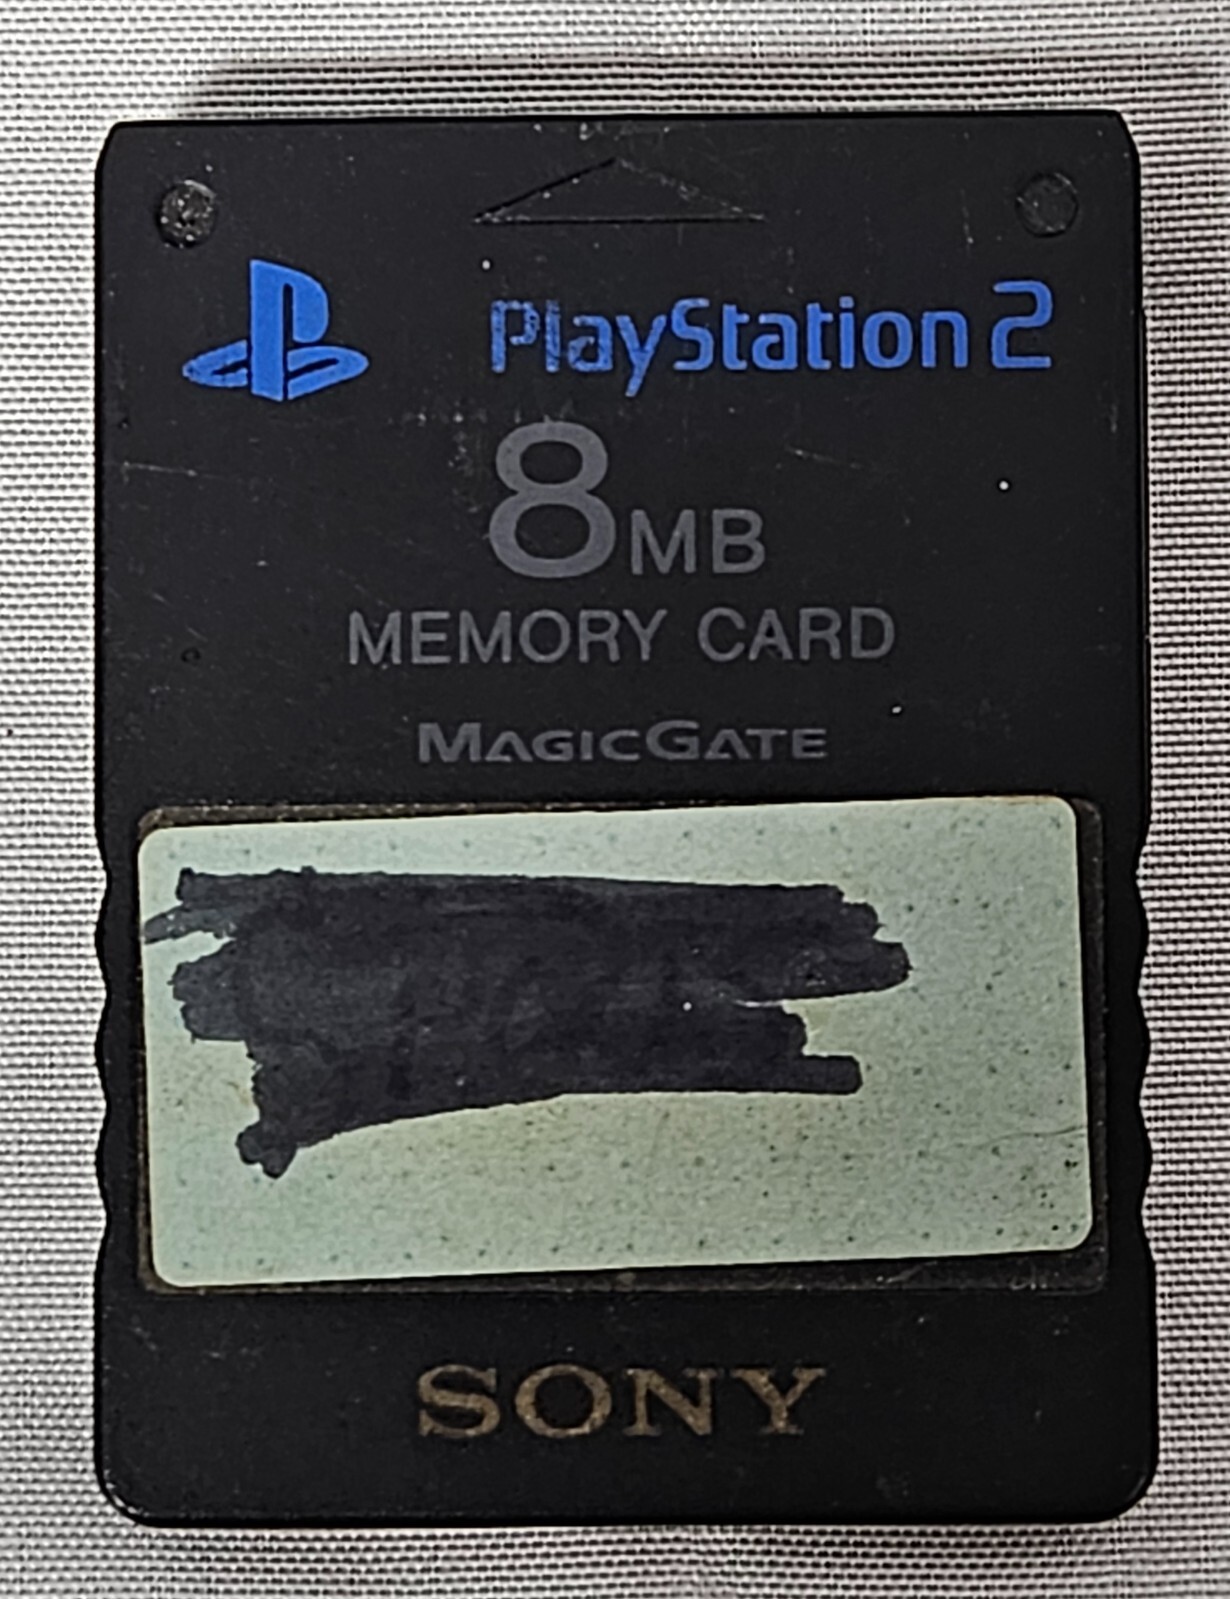 PlayStation 2
8MB
MEMORY CARD
MAGICGATE
SONY